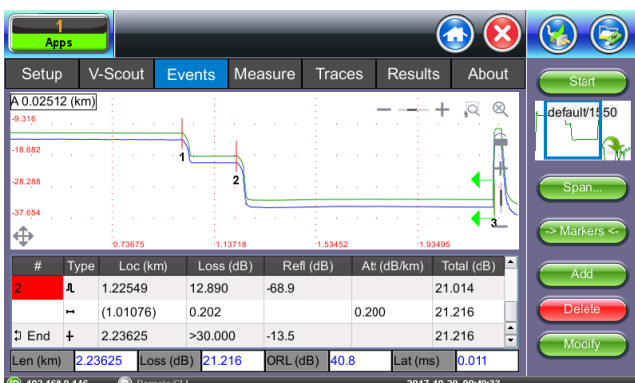 1
Apps
Setup V-Scout Events Measure Traces Results About
Start
A 0.02512 (km)
-9.316
default/1550
-18.682
1
2
-28.288
Span...
-37.654
3
-> Markers <-
0.73675 1.13718 1.53452 1.93495
# Type Loc (km) Loss (dB) Refl (dB) Att (dB/km) Total (dB)
Add
2 1.22549 12.890 -68.9 21.014
(1.01076) 0.202 0.200 21.216
Delete
End 2.23625 >30.000 -13.5 21.216
Modify
Len (km) 2.23625 Loss (dB) 21.216 ORL (dB) 40.8 Lat (ms) 0.011